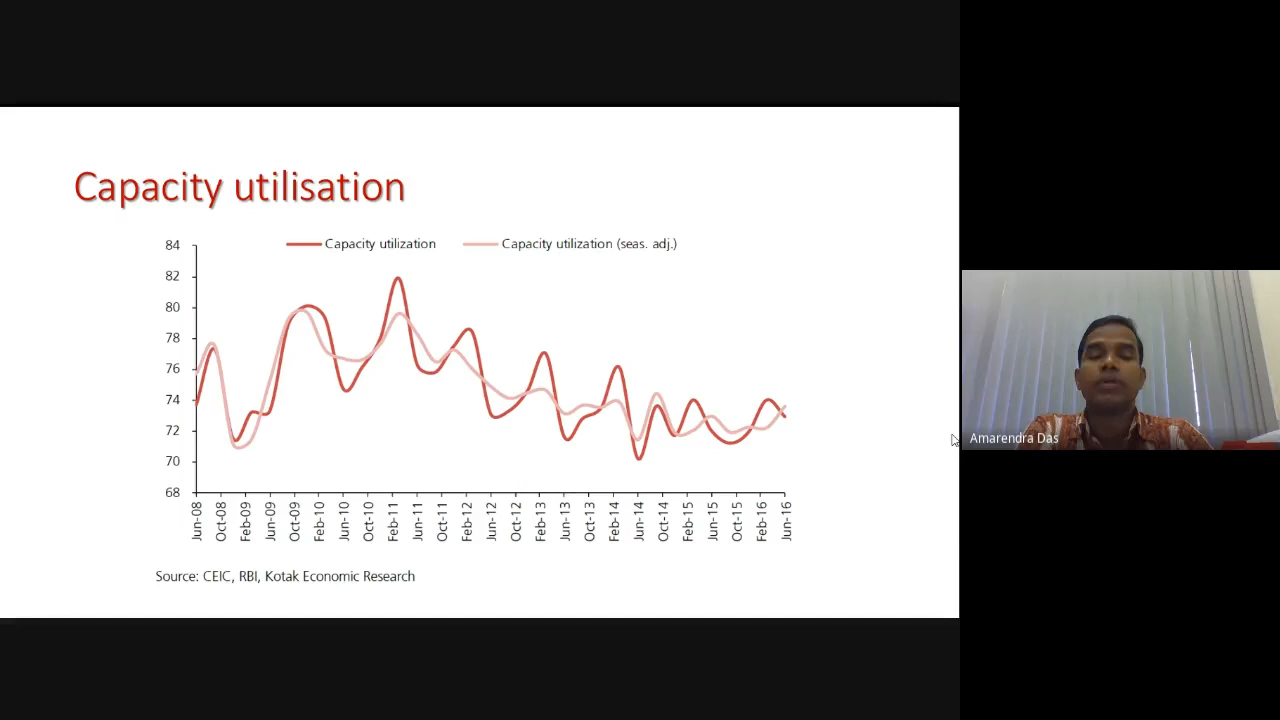 Capacity utilisation
Capacity utilization Capacity utilization (seas. adj.)
84
82
80
78
76
74
72
70
68
Jun-08 Oct-08 Feb-09 Jun-09 Oct-09 Feb-10 Jun-10 Oct-10 Feb-11 Jun-11 Oct-11 Feb-12 Jun-12 Oct-12 Feb-13 Jun-13 Oct-13 Feb-14 Jun-14 Oct-14 Feb-15 Jun-15 Oct-15 Feb-16 Jun-16
Source: CEIC, RBI, Kotak Economic Research
Amarendra Das